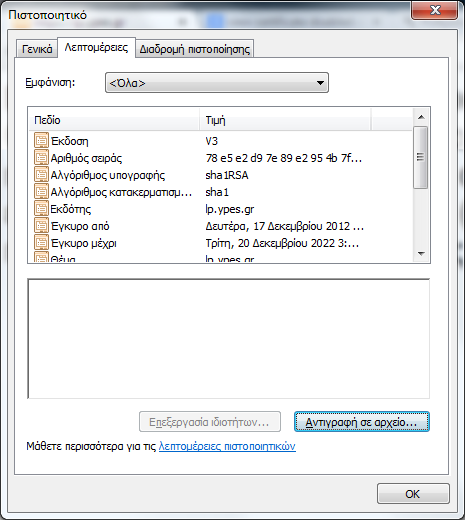 Πιστοποιητικό
Γενικά Λεπτομέρειες Διαδρομή πιστοποίησης
Εμφάνιση: <Όλα>
Πεδίο Τιμή
Έκδοση V3
Αριθμός σειράς 78 e5 e2 d9 7e 89 e2 95 4b 7f...
Αλγόριθμος υπογραφής sha1RSA
Αλγόριθμος κατακερματισμ... sha1
Εκδότης lp.ypes.gr
Έγκυρο από Δευτέρα, 17 Δεκεμβρίου 2012 ...
Έγκυρο μέχρι Τρίτη, 20 Δεκεμβρίου 2022 3:...
Θέμα lp.ypes.gr
Επεξεργασία ιδιοτήτων... Αντιγραφή σε αρχείο...
Μάθετε περισσότερα για τις λεπτομέρειες πιστοποιητικών
OK